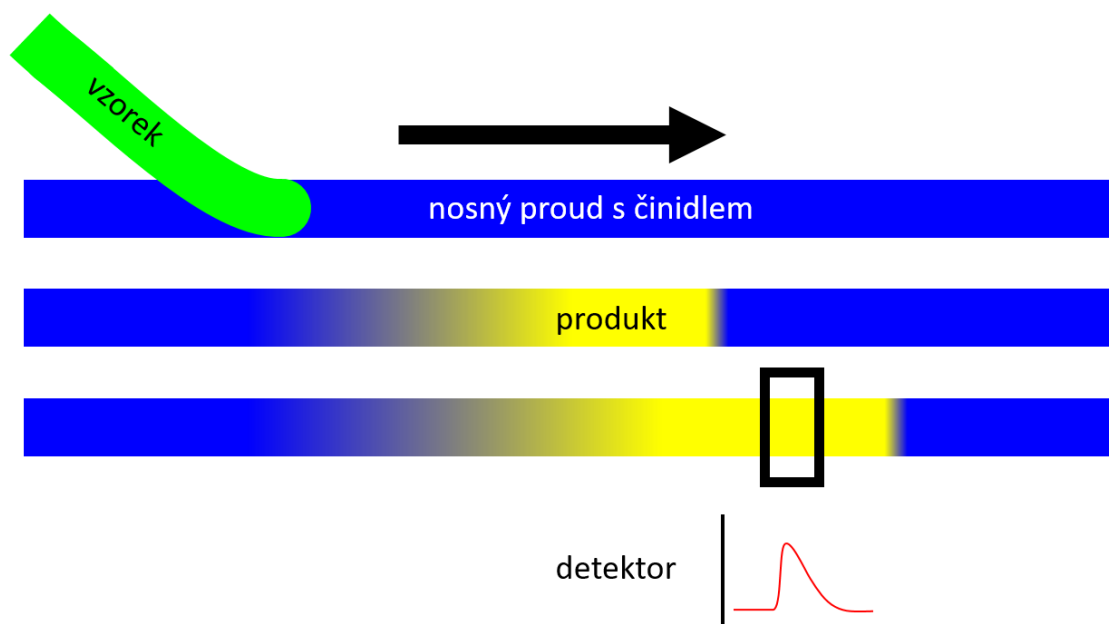 vzorek
nosný proud s činidlem
produkt
detektor